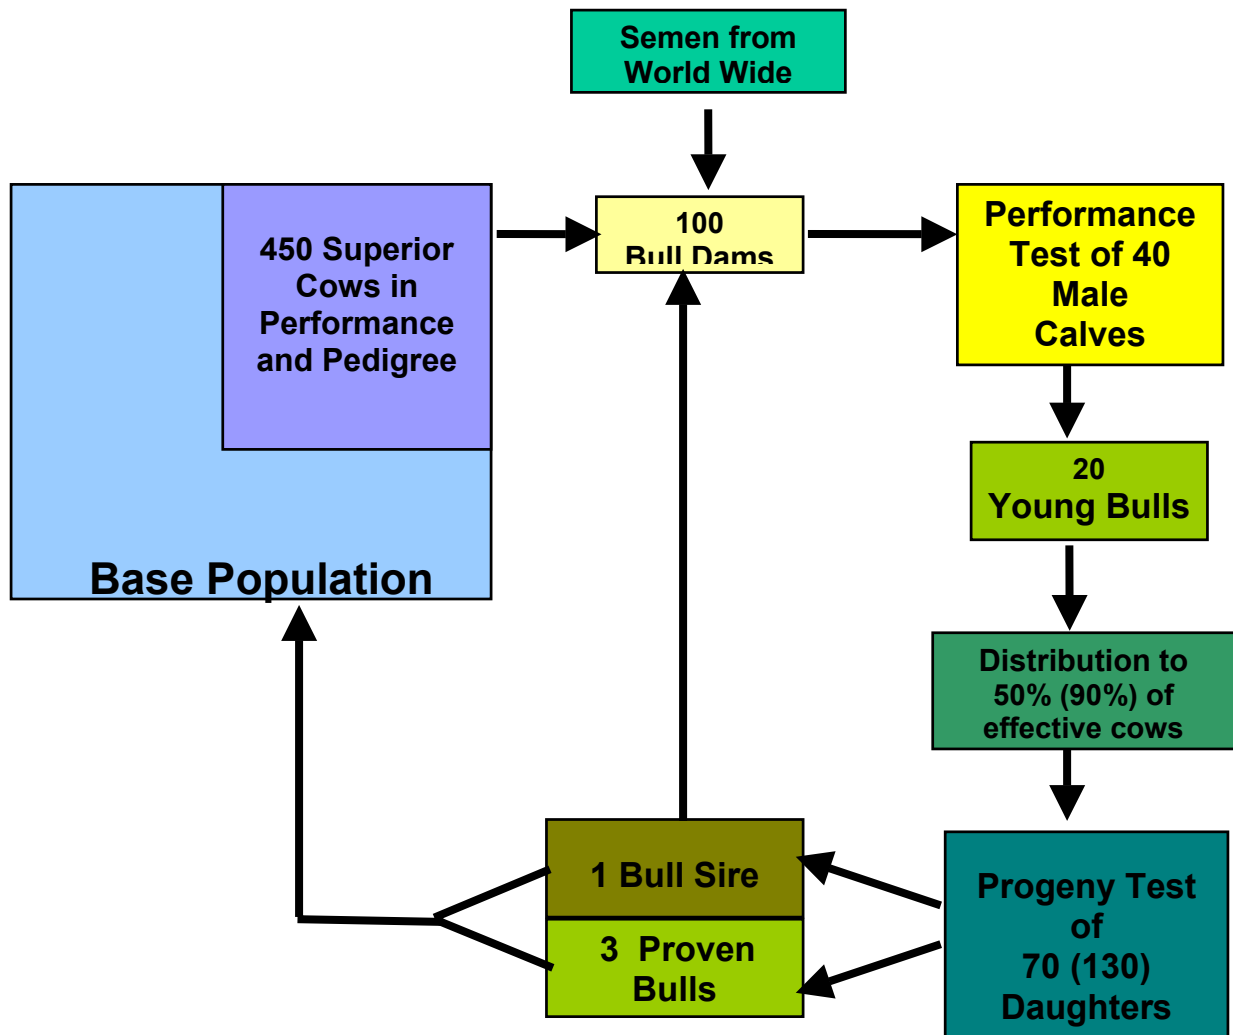 Semen from
World Wide
450 Superior
Cows in
Performance
and Pedigree
Base Population
100
Bull Dams
Performance
Test of 40
Male
Calves
20
Young Bulls
Distribution to
50% (90%) of
effective cows
1 Bull Sire
3 Proven
Bulls
Progeny Test
of
70 (130)
Daughters